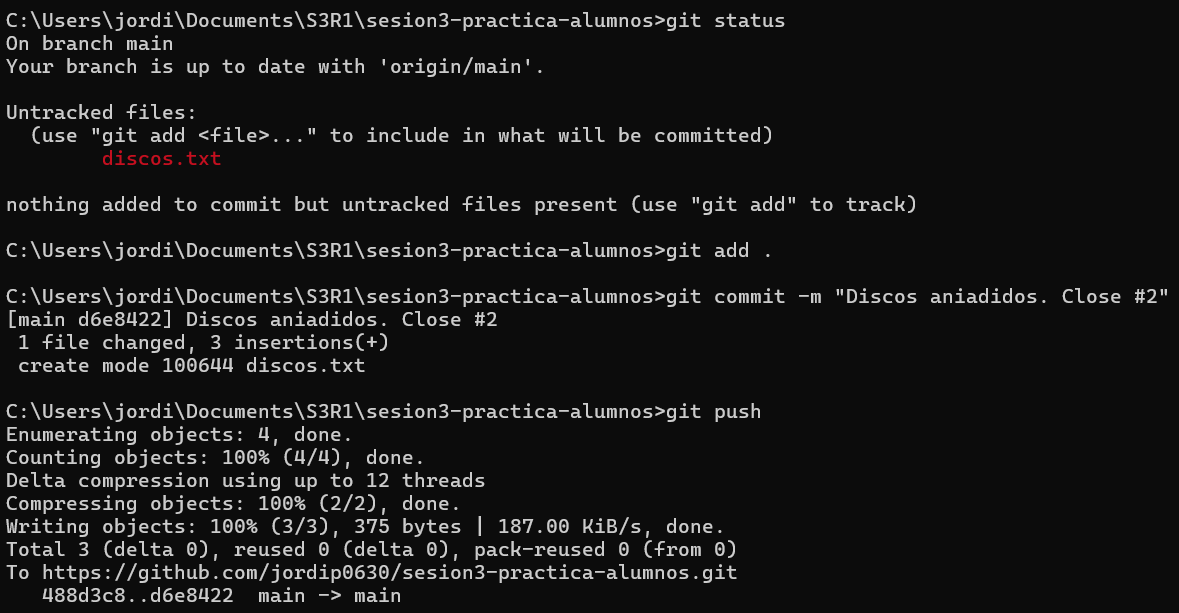 C:\Users\jordi\Documents\S3R1\sesion3-practica-alumnos>git status
On branch main
Your branch is up to date with 'origin/main'.
Untracked files:
(use "git add <file>..." to include in what will be committed)
discos.txt
nothing added to commit but untracked files present (use "git add" to track)
C:\Users\jordi\Documents\S3R1\sesion3-practica-alumnos>git add .
C:\Users\jordi\Documents\S3R1\sesion3-practica-alumnos>git commit -m "Discos aniadidos. Close #2"
[main d6e8422] Discos aniadidos. Close #2
1 file changed, 3 insertions(+)
create mode 100644 discos.txt
C:\Users\jordi\Documents\S3R1\sesion3-practica-alumnos>git push
Enumerating objects: 4, done.
Counting objects: 100% (4/4), done.
Delta compression using up to 12 threads
Compressing objects: 100% (2/2), done.
Writing objects: 100% (3/3), 375 bytes | 187.00 KiB/s, done.
Total 3 (delta 0), reused 0 (delta 0), pack-reused 0 (from 0)
To https://github.com/jordip0630/sesion3-practica-alumnos.git
488d3c8..d6e8422  main -> main